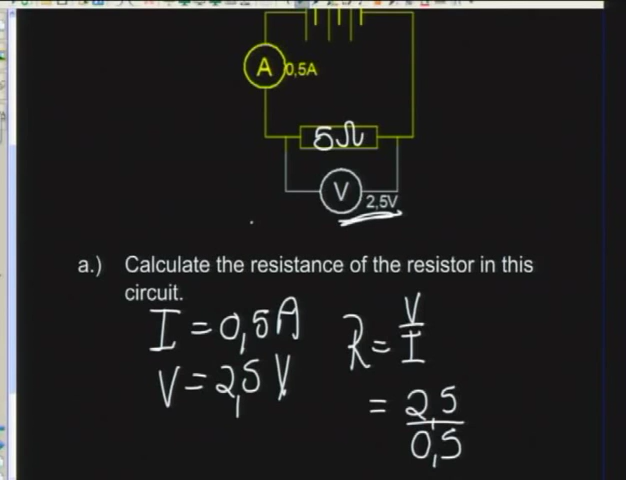 A 0,5A
5Ω
V 2,5V
a.) Calculate the resistance of the resistor in this
circuit.
I = 0,5A
V = 2,5 V
R = V/I
= 2,5/0,5